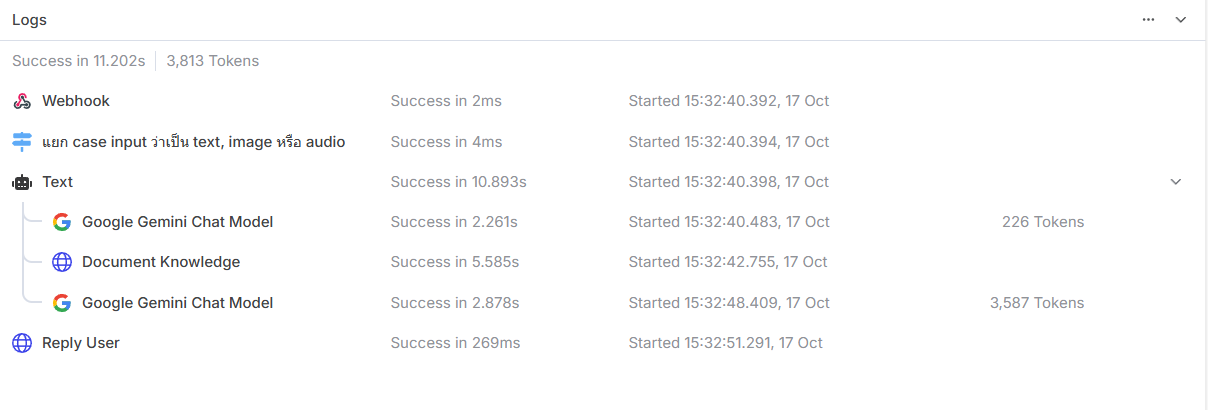 Logs
Success in 11.202s 3,813 Tokens
Webhook Success in 2ms Started 15:32:40.392, 17 Oct
แยก case input ว่าเป็น text, image หรือ audio Success in 4ms Started 15:32:40.394, 17 Oct
Text Success in 10.893s Started 15:32:40.398, 17 Oct
Google Gemini Chat Model Success in 2.261s Started 15:32:40.483, 17 Oct 226 Tokens
Document Knowledge Success in 5.585s Started 15:32:42.755, 17 Oct
Google Gemini Chat Model Success in 2.878s Started 15:32:48.409, 17 Oct 3,587 Tokens
Reply User Success in 269ms Started 15:32:51.291, 17 Oct